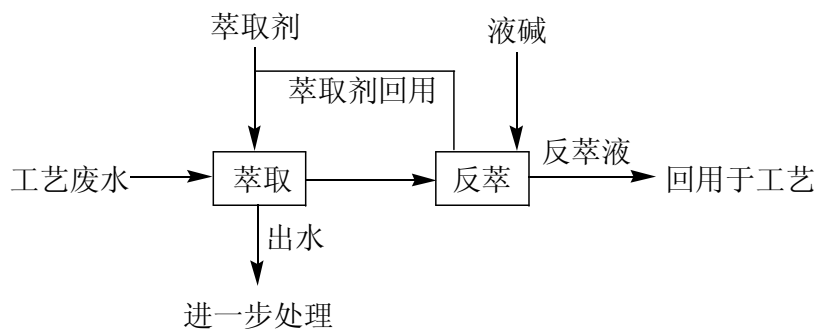 萃取剂
液碱
萃取剂回用
工艺废水
萃取
反萃
反萃液
回用于工艺
出水
进一步处理